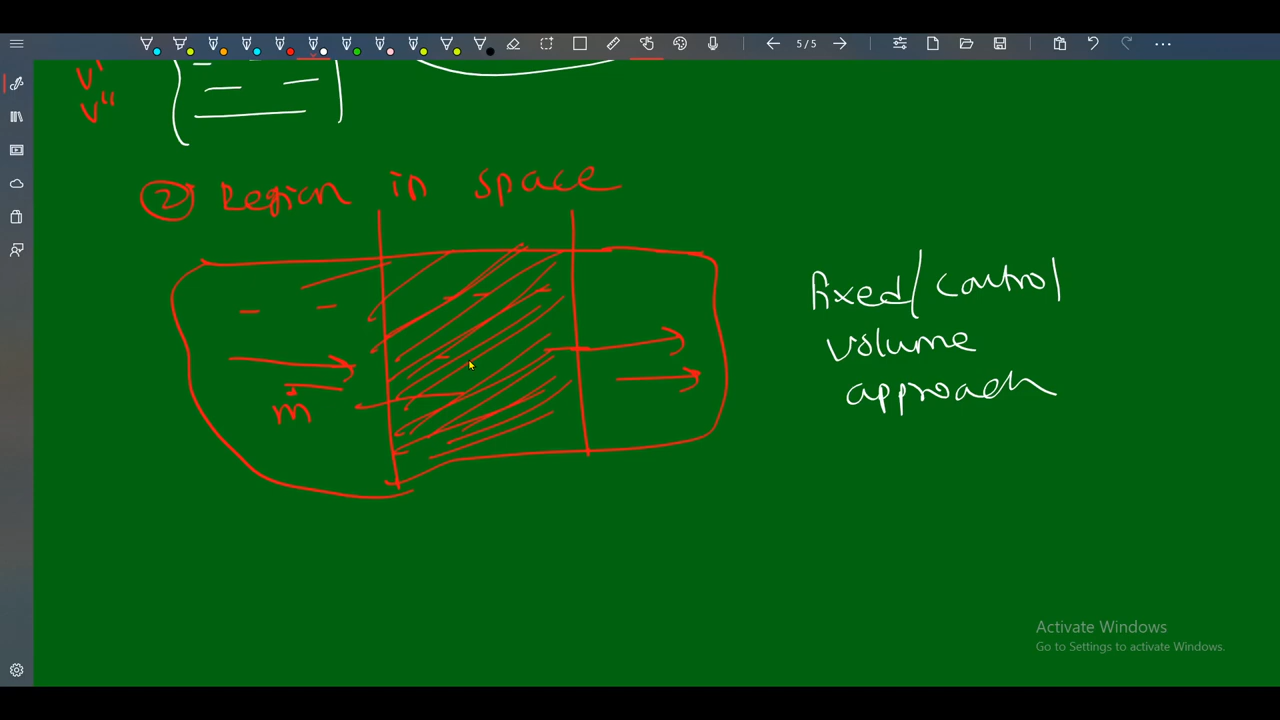 5/5
v'
v"
② Region in space
ṁ
fixed/control
volume
approach
Activate Windows
Go to Settings to activate Windows.